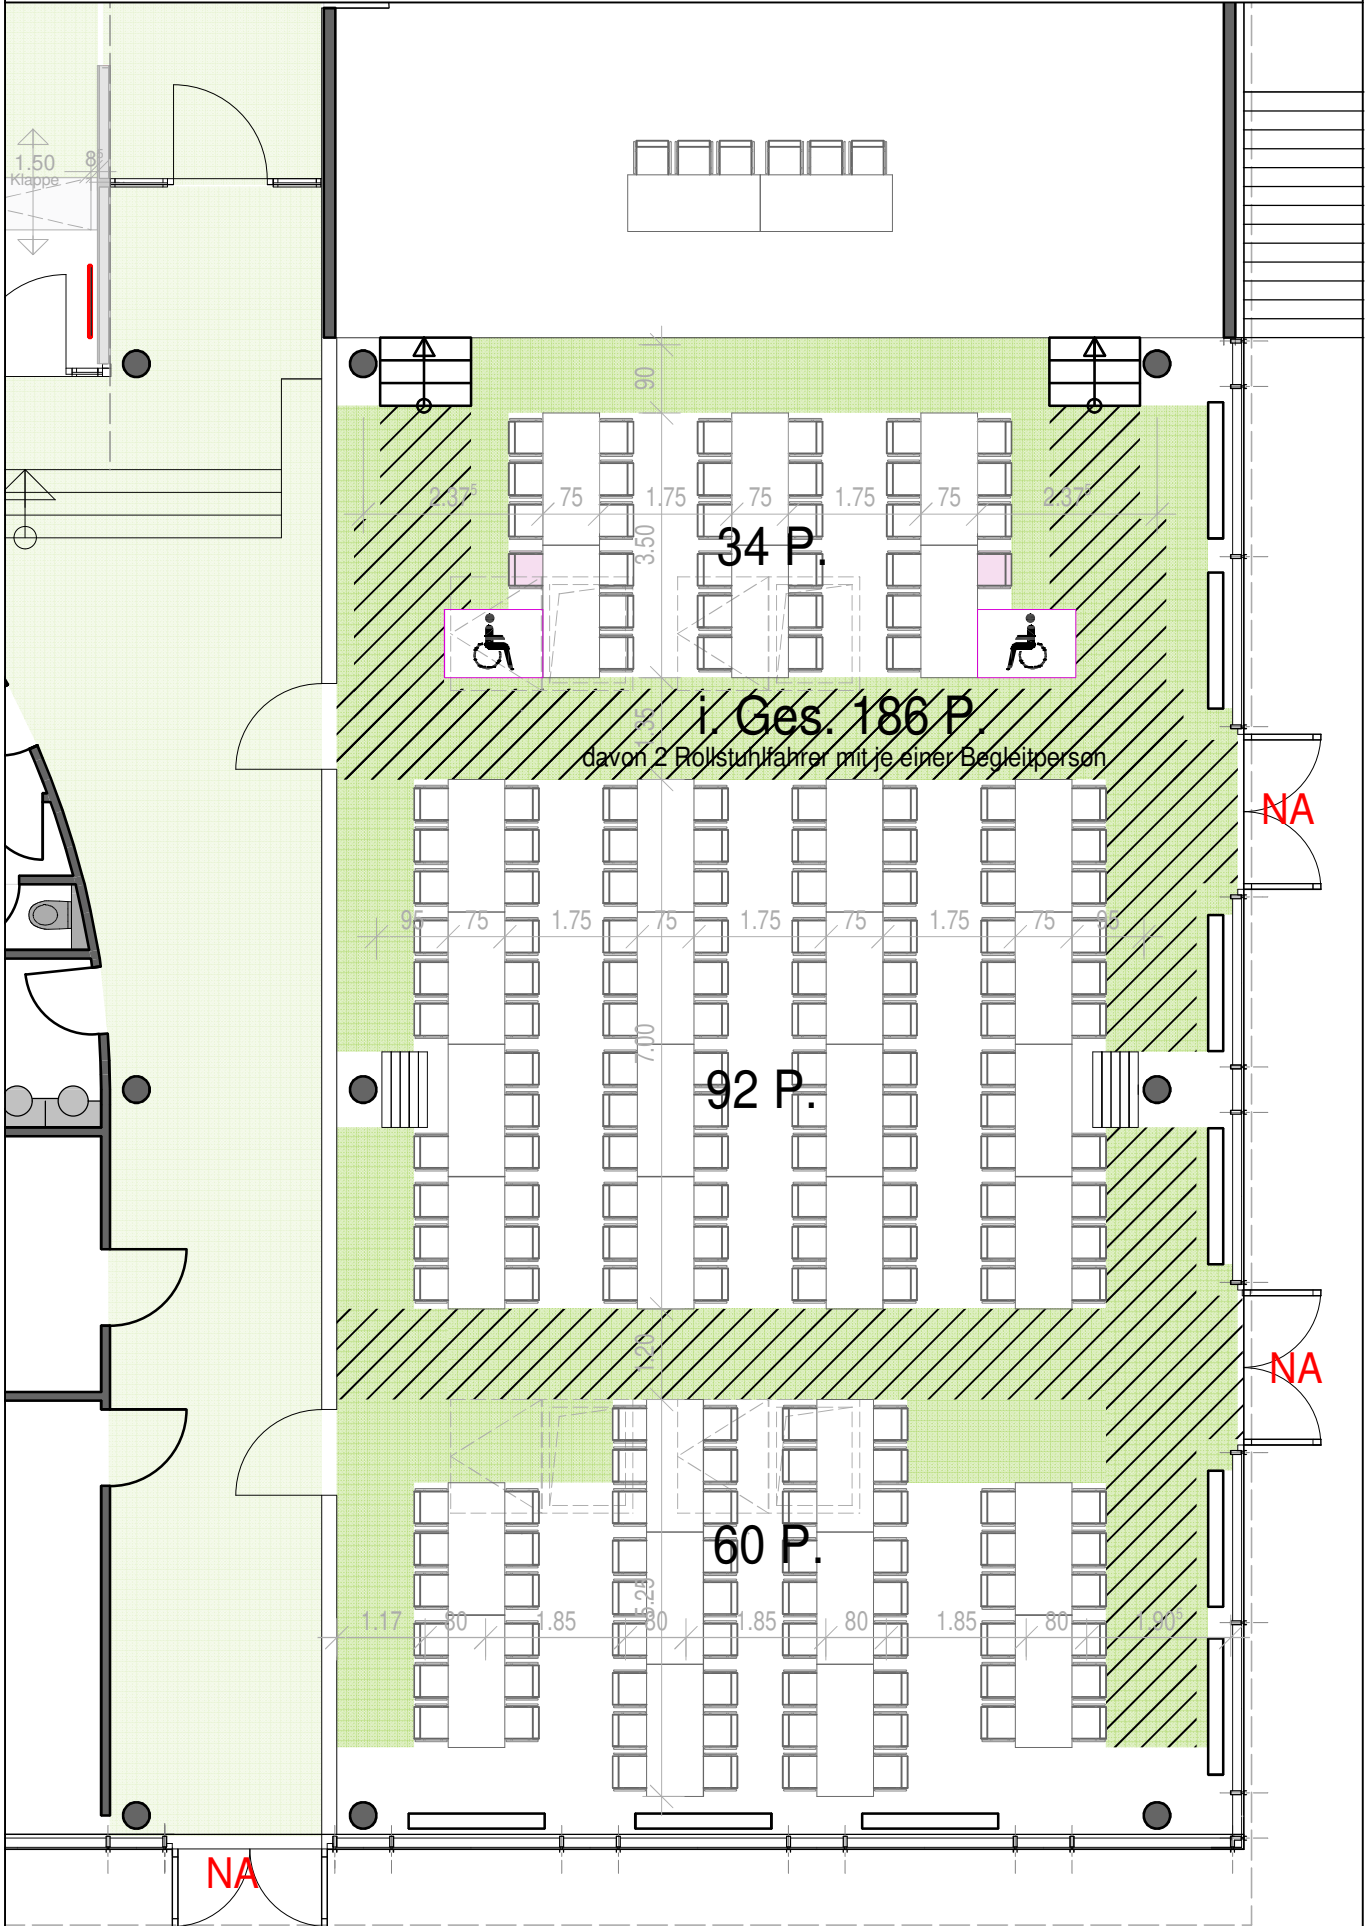 1.50
8⁵
Klappe
90
2.37⁵ 75 1.75 75 1.75 75 2.37⁵
3.50
34 P.
1.35
i. Ges. 186 P.
davon 2 Rollstuhlfahrer mit je einer Begleitperson
NA
95 75 1.75 75 1.75 75 1.75 75 95
7.00
92 P.
1.20
NA
60 P.
5.25
1.17 80 1.85 80 1.85 80 1.85 80 1.90⁵
NA